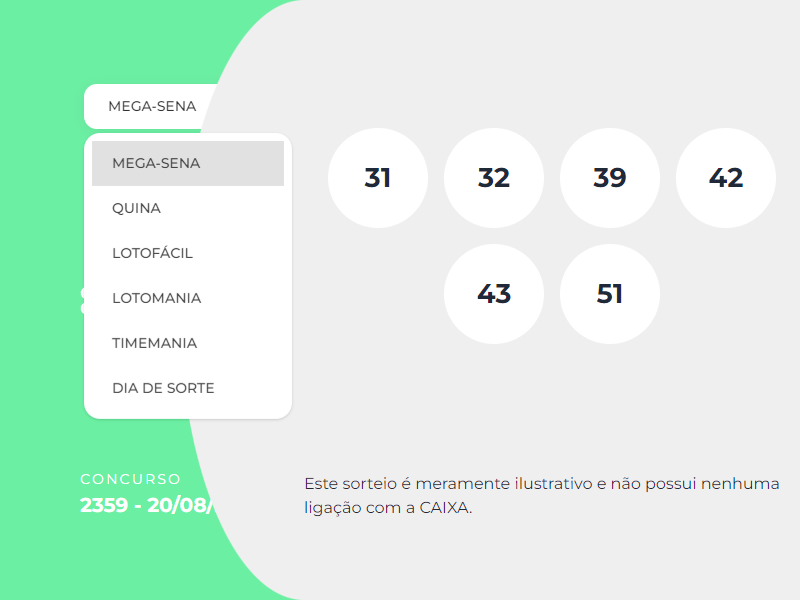 MEGA-SENA
MEGA-SENA
QUINA
LOTOFÁCIL
LOTOMANIA
TIMEMANIA
DIA DE SORTE
31 32 39 42
43 51
CONCURSO
2359 - 20/08/
Este sorteio é meramente ilustrativo e não possui nenhuma
ligação com a CAIXA.